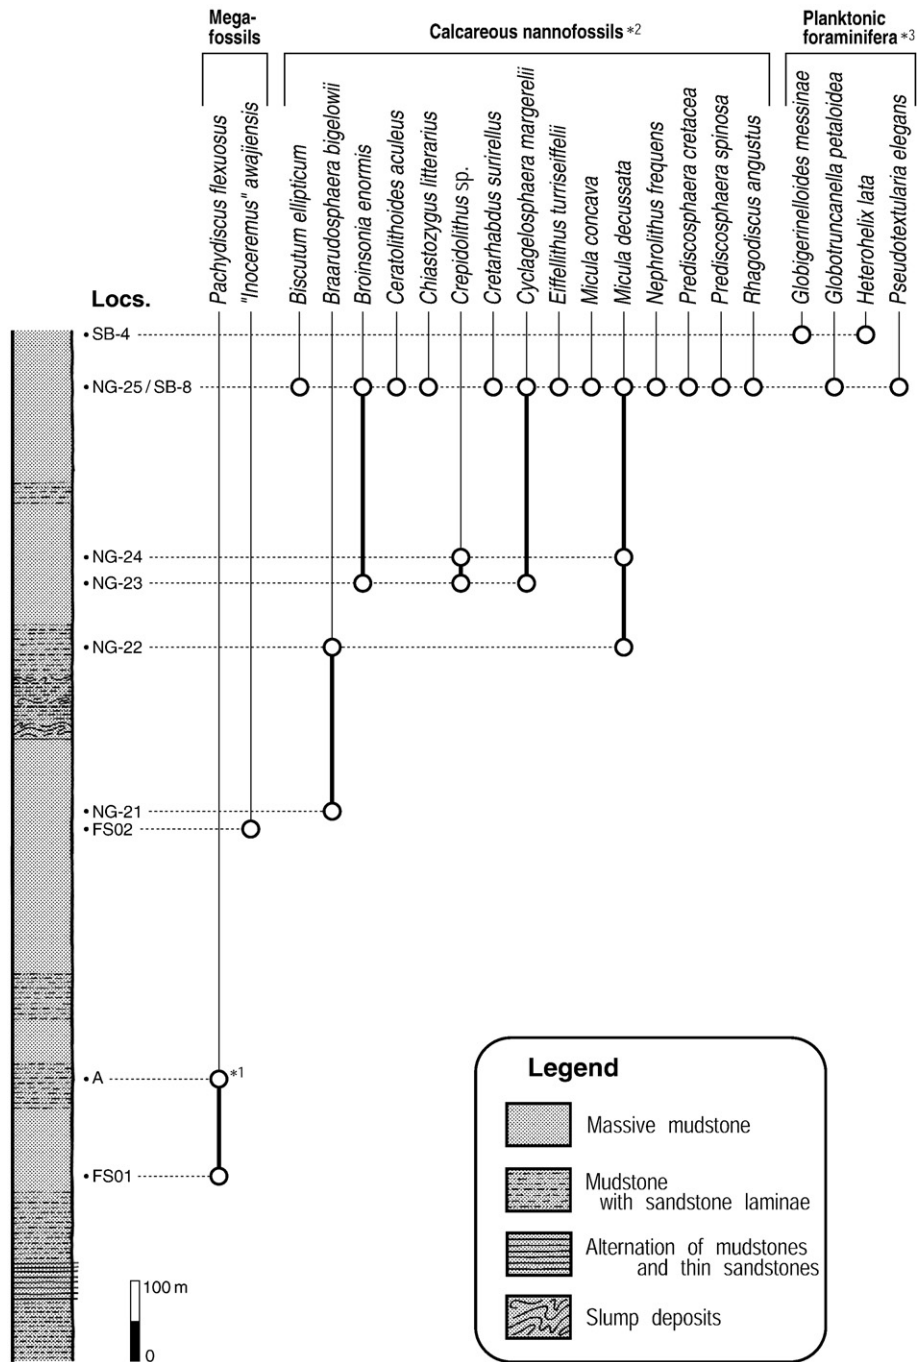 Mega-
fossils
Calcareous nannofossils *2
Planktonic
foraminifera *3
Pachydiscus flexuosus
"Inoceremus" awajiensis
Biscutum ellipticum
Braarudosphaera bigelowii
Broinsonia enormis
Ceratolithoides aculeus
Chiastozygus litterarius
Crepidolithus sp.
Cretarhabdus surirellus
Cyclagelosphaera margerelii
Eiffellithus turriseiffelii
Micula concava
Micula decussata
Nephrolithus frequens
Prediscosphaera cretacea
Prediscosphaera spinosa
Rhagodiscus angustus
Globigerinelloides messinae
Globotruncanella petaloidea
Heterohelix lata
Pseudotextularia elegans
Locs.
SB-4
NG-25 / SB-8
NG-24
NG-23
NG-22
NG-21
FS02
A
*1
FS01
100 m
0
Legend
Massive mudstone
Mudstone
with sandstone laminae
Alternation of mudstones
and thin sandstones
Slump deposits